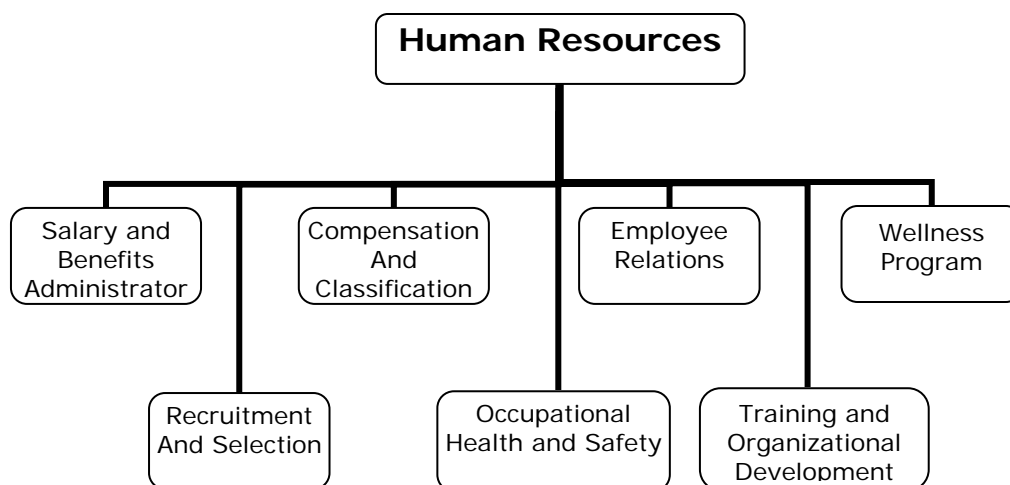 Human Resources
Salary and
Benefits
Administrator
Compensation
And
Classification
Employee
Relations
Wellness
Program
Recruitment
And Selection
Occupational
Health and Safety
Training and
Organizational
Development